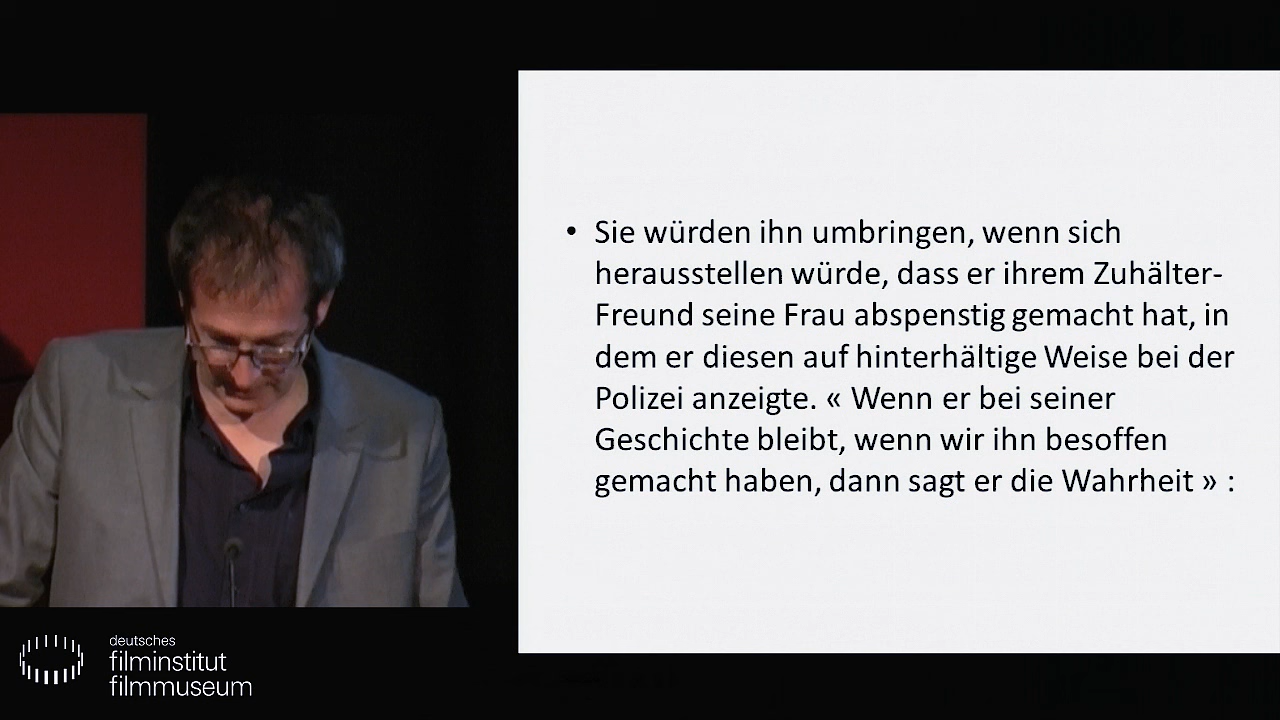 • Sie würden ihn umbringen, wenn sich
herausstellen würde, dass er ihrem Zuhälter-
Freund seine Frau abspenstig gemacht hat, in
dem er diesen auf hinterhältige Weise bei der
Polizei anzeigte. « Wenn er bei seiner
Geschichte bleibt, wenn wir ihn besoffen
gemacht haben, dann sagt er die Wahrheit » :
deutsches
filminstitut
filmmuseum